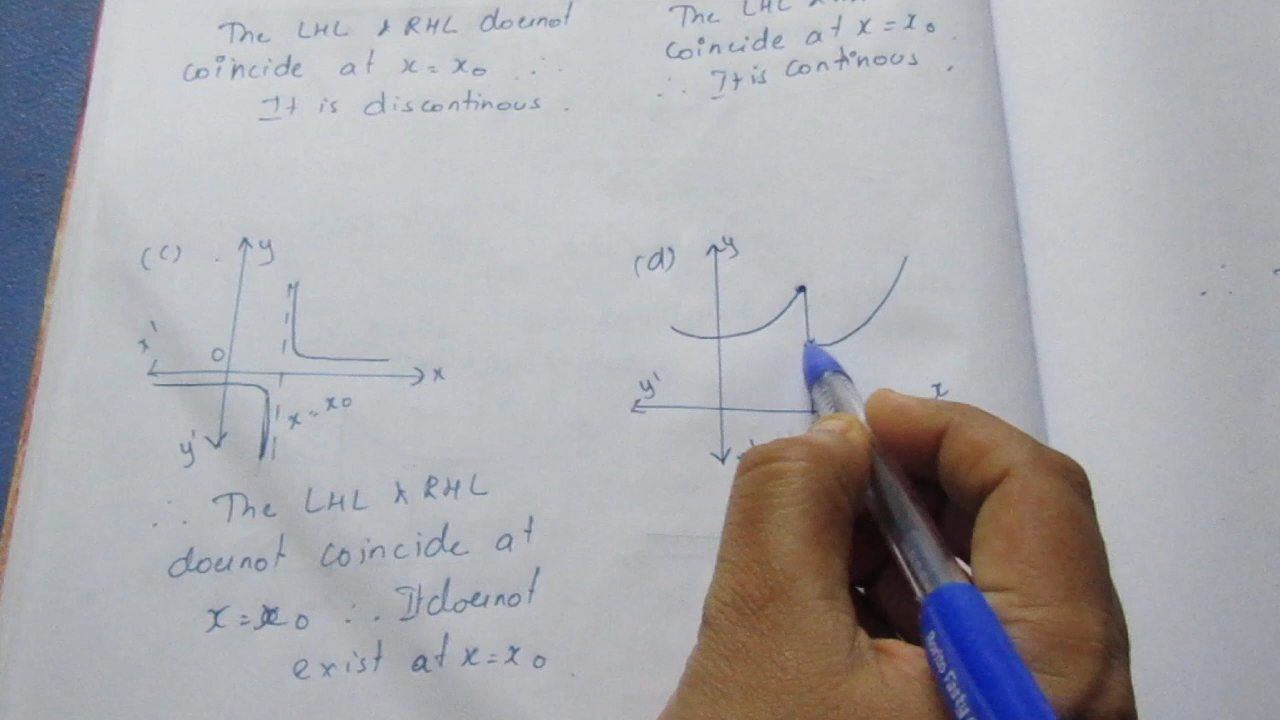 The LHL & RHL doesnot
coincide at x = x₀ ∴
It is discontinous .
The LHL &
coincide at x = x₀ .
∴ It is continous .
(c) y
x'
O
x
x = x₀
y'
∴ The LHL & RHL
doesnot coincide at
x = x₀ ∴ It doesnot
exist at x = x₀
(d) y
y'
x